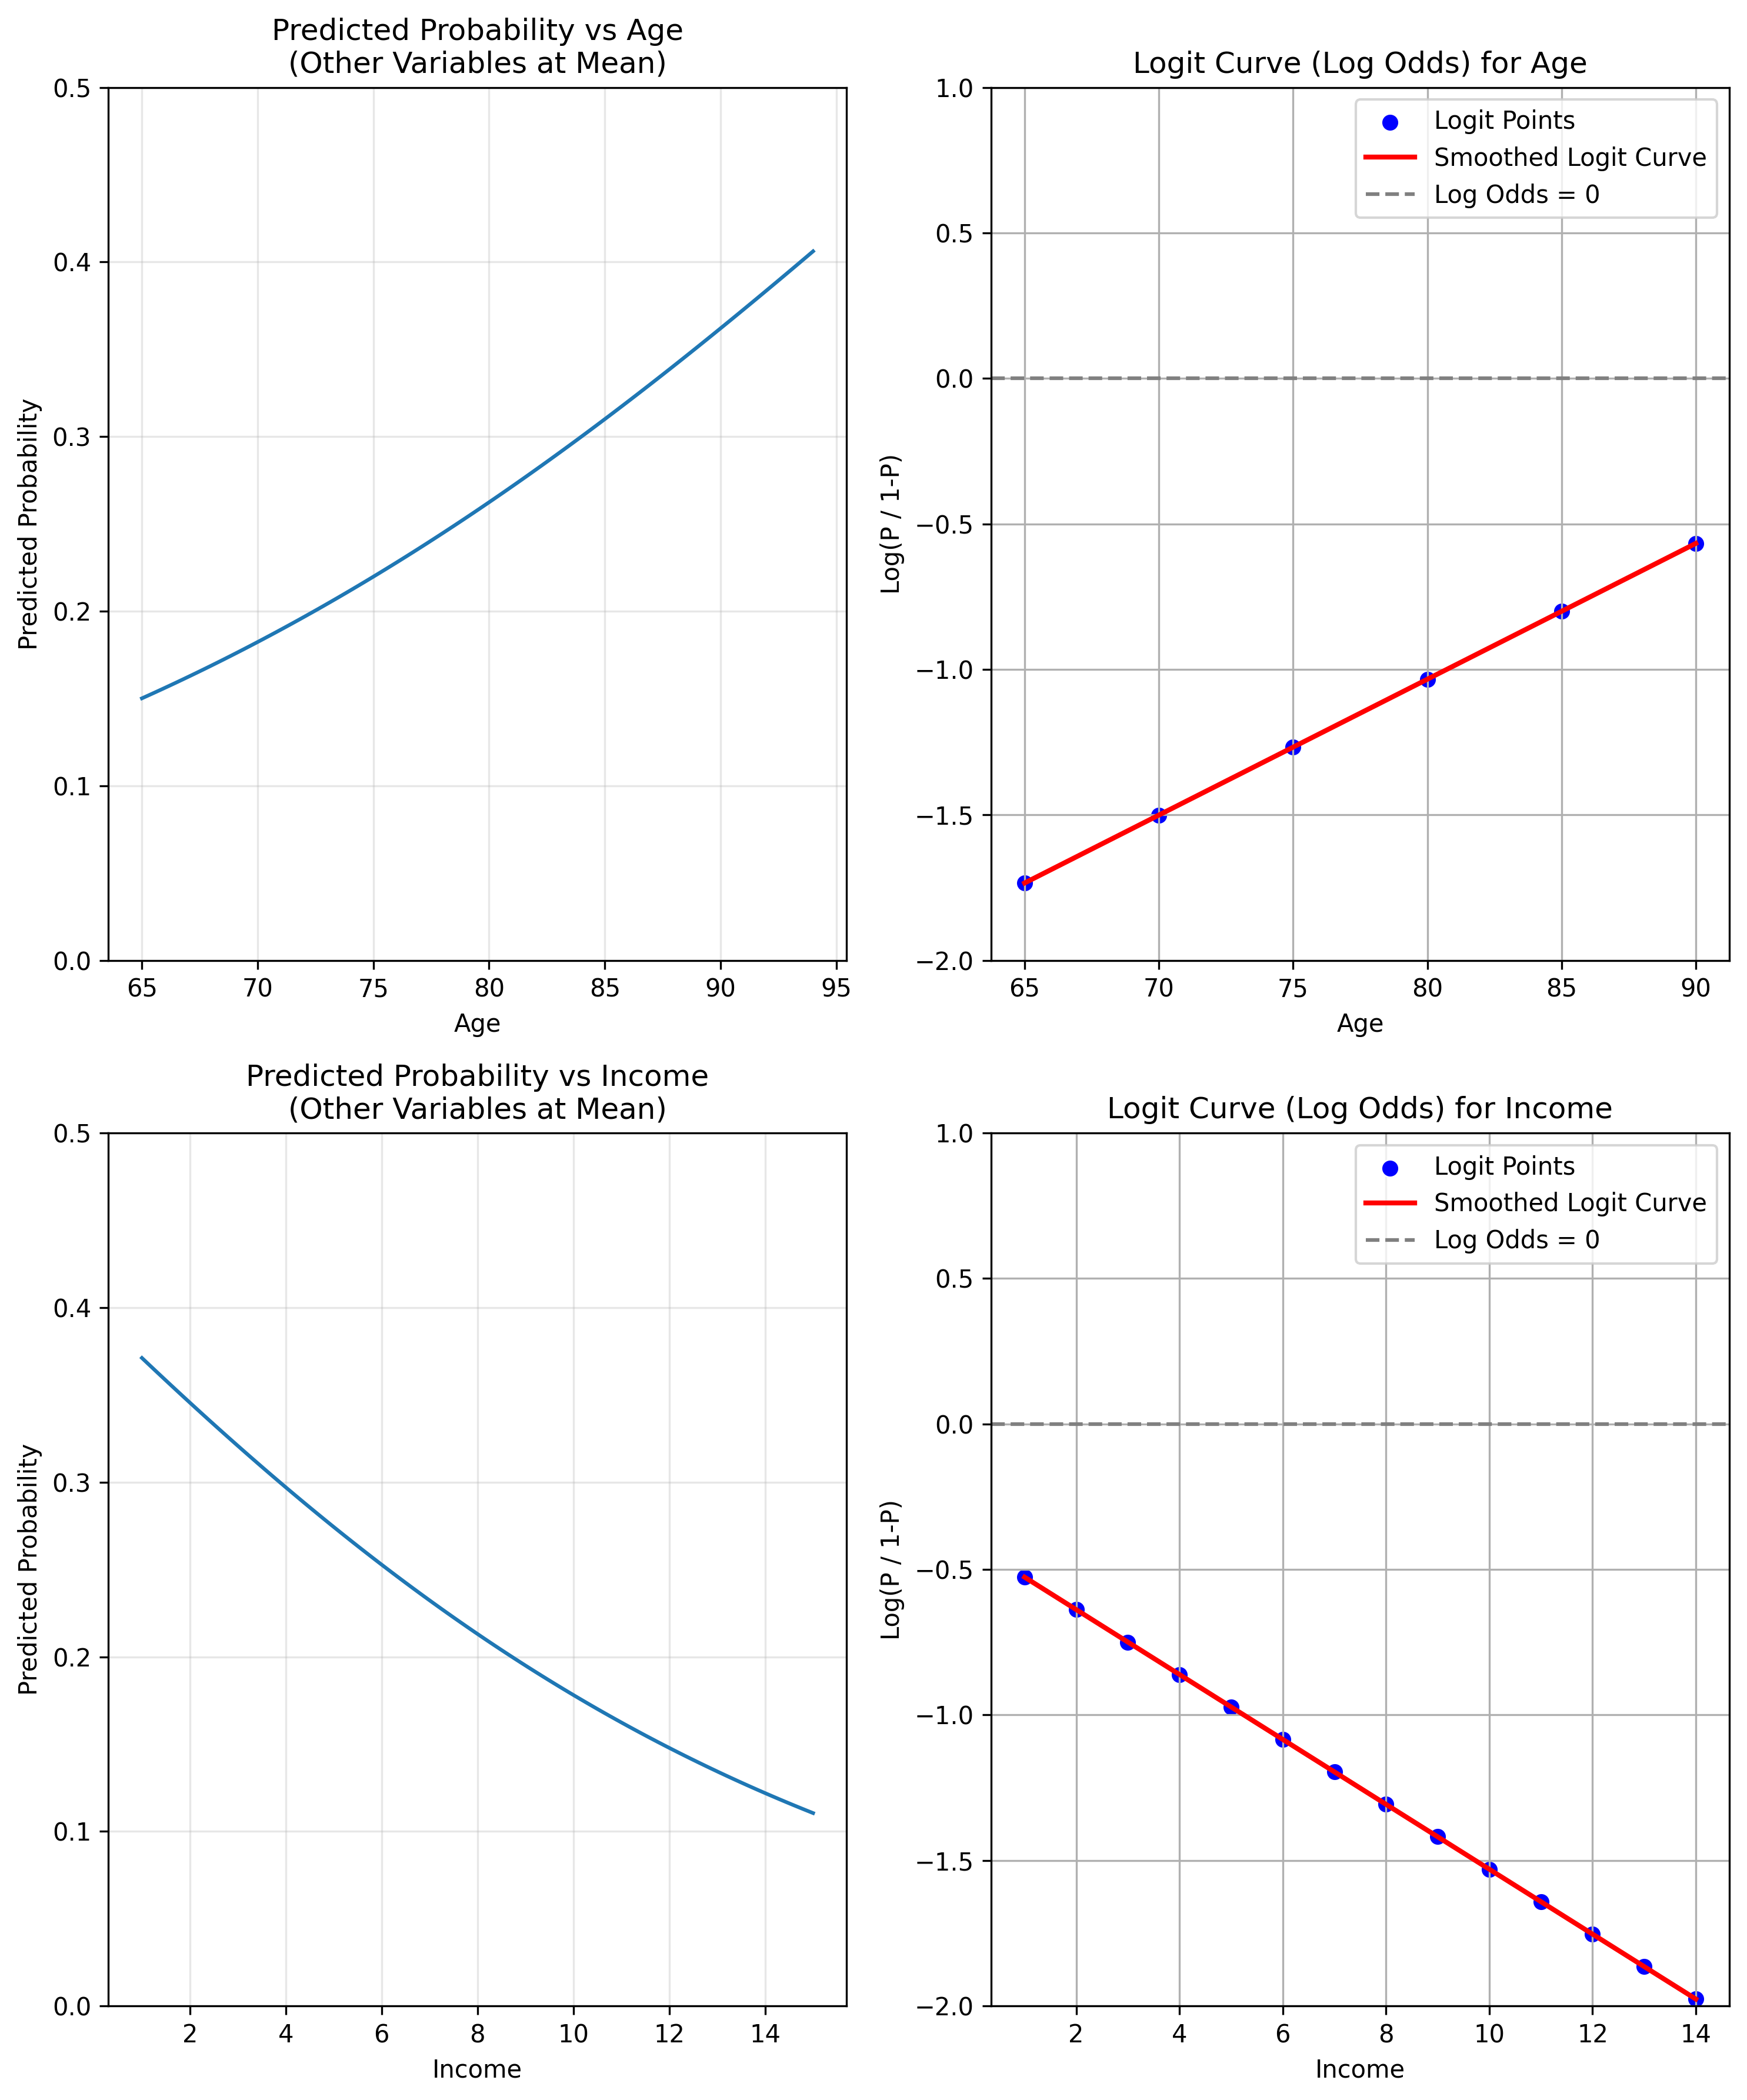 Predicted Probability vs Age
(Other Variables at Mean)
0.5
0.4
0.3
0.2
0.1
0.0
Predicted Probability
65 70 75 80 85 90 95
Age
Logit Curve (Log Odds) for Age
Logit Points
Smoothed Logit Curve
Log Odds = 0
1.0
0.5
0.0
−0.5
−1.0
−1.5
−2.0
Log(P / 1-P)
65 70 75 80 85 90
Age
Predicted Probability vs Income
(Other Variables at Mean)
0.5
0.4
0.3
0.2
0.1
0.0
Predicted Probability
2 4 6 8 10 12 14
Income
Logit Curve (Log Odds) for Income
Logit Points
Smoothed Logit Curve
Log Odds = 0
1.0
0.5
0.0
−0.5
−1.0
−1.5
−2.0
Log(P / 1-P)
2 4 6 8 10 12 14
Income